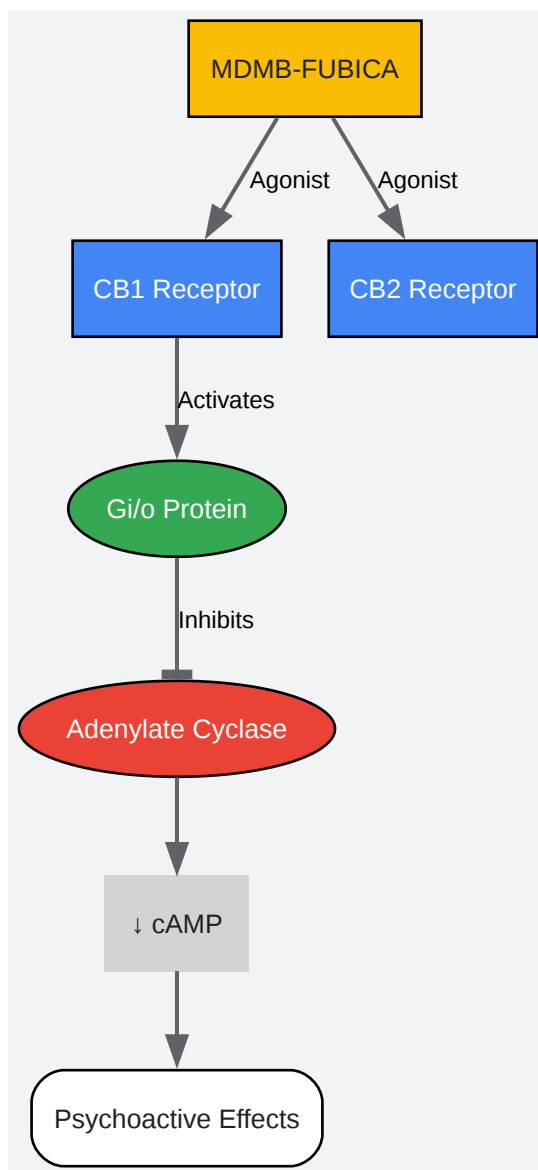 MDMB-FUBICA
Agonist
Agonist
CB1 Receptor
CB2 Receptor
Activates
Gi/o Protein
Inhibits
Adenylate Cyclase
↓ cAMP
Psychoactive Effects